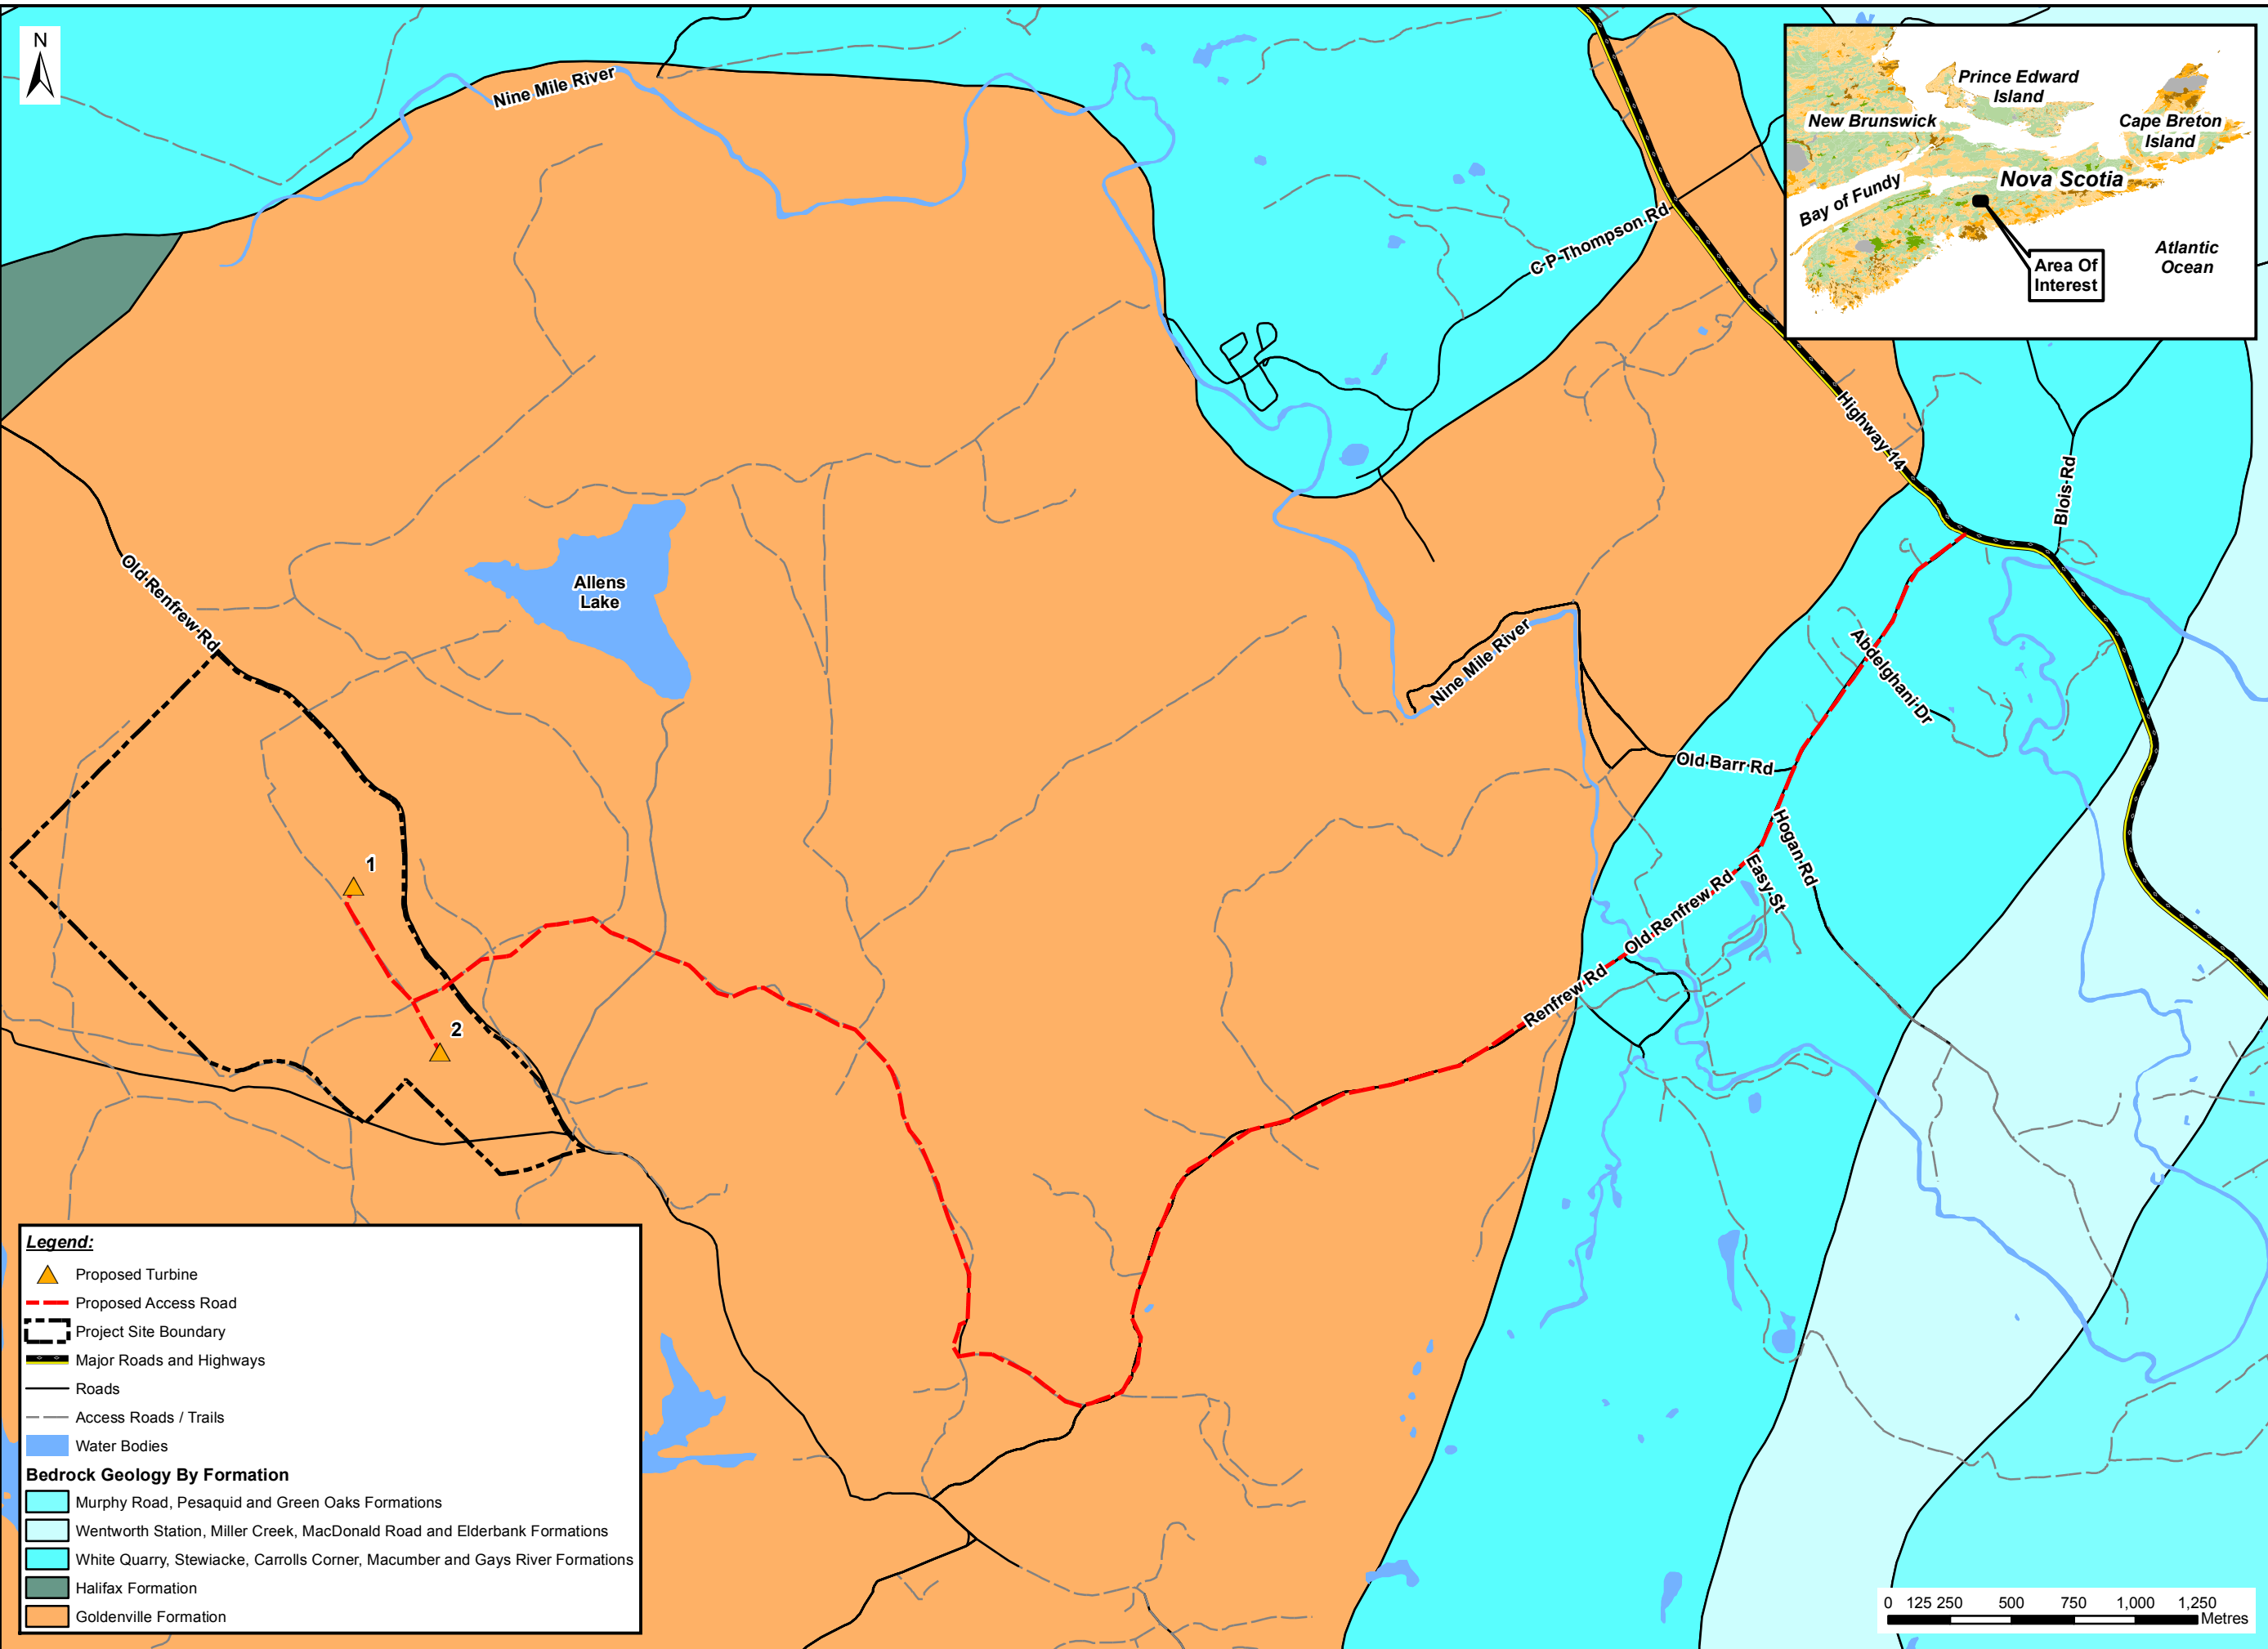 N
Nine Mile River
Prince Edward
Island
New Brunswick
Cape Breton
Island
Nova Scotia
Bay of Fundy
Area Of
Interest
Atlantic
Ocean
C P Thompson Rd
Highway 14
Blois Rd
Old Renfrew Rd
Allens
Lake
Nine Mile River
Abdelghani Dr
Old Barr Rd
Hogan Rd
Easy St
Old Renfrew Rd
Renfrew Rd
1
2
Legend:
Proposed Turbine
Proposed Access Road
Project Site Boundary
Major Roads and Highways
Roads
Access Roads / Trails
Water Bodies
Bedrock Geology By Formation
Murphy Road, Pesaquid and Green Oaks Formations
Wentworth Station, Miller Creek, MacDonald Road and Elderbank Formations
White Quarry, Stewiacke, Carrolls Corner, Macumber and Gays River Formations
Halifax Formation
Goldenville Formation
0 125 250 500 750 1,000 1,250
Metres